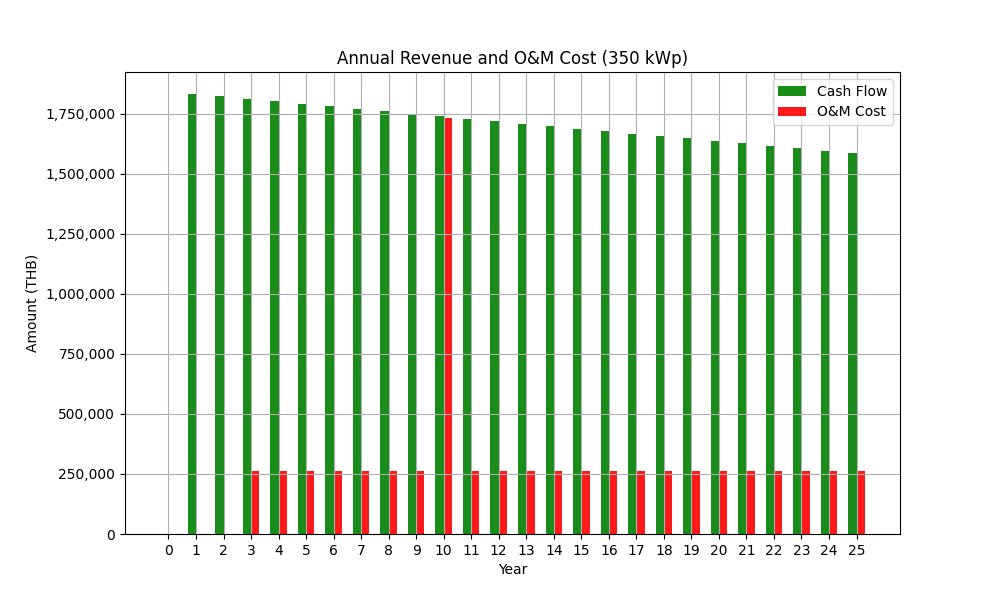 Annual Revenue and O&M Cost (350 kWp)
Cash Flow
O&M Cost
Amount (THB)
1,750,000
1,500,000
1,250,000
1,000,000
750,000
500,000
250,000
0
0 1 2 3 4 5 6 7 8 9 10 11 12 13 14 15 16 17 18 19 20 21 22 23 24 25
Year